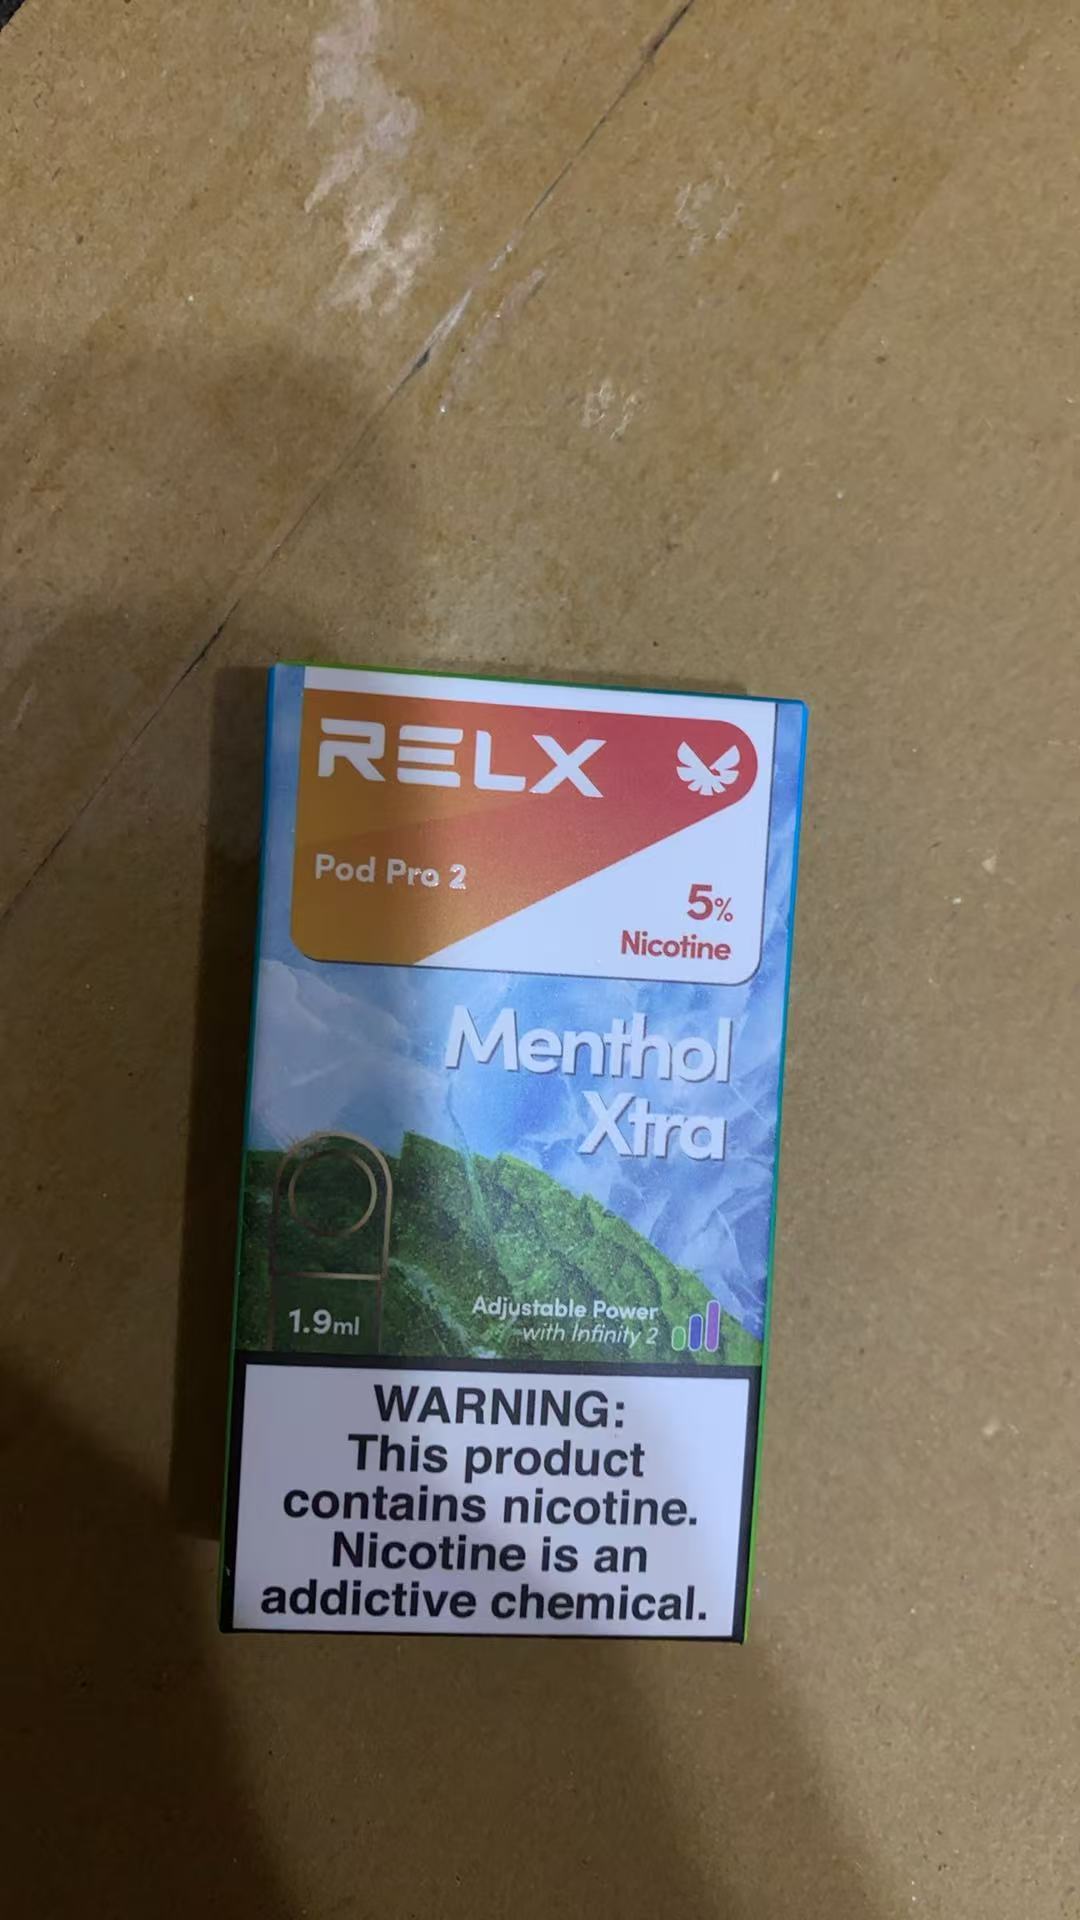 RELX
Pod Pro 2
5%
Nicotine
Menthol
Xtra
1.9ml
Adjustable Power
with Infinity 2
WARNING:
This product
contains nicotine.
Nicotine is an
addictive chemical.